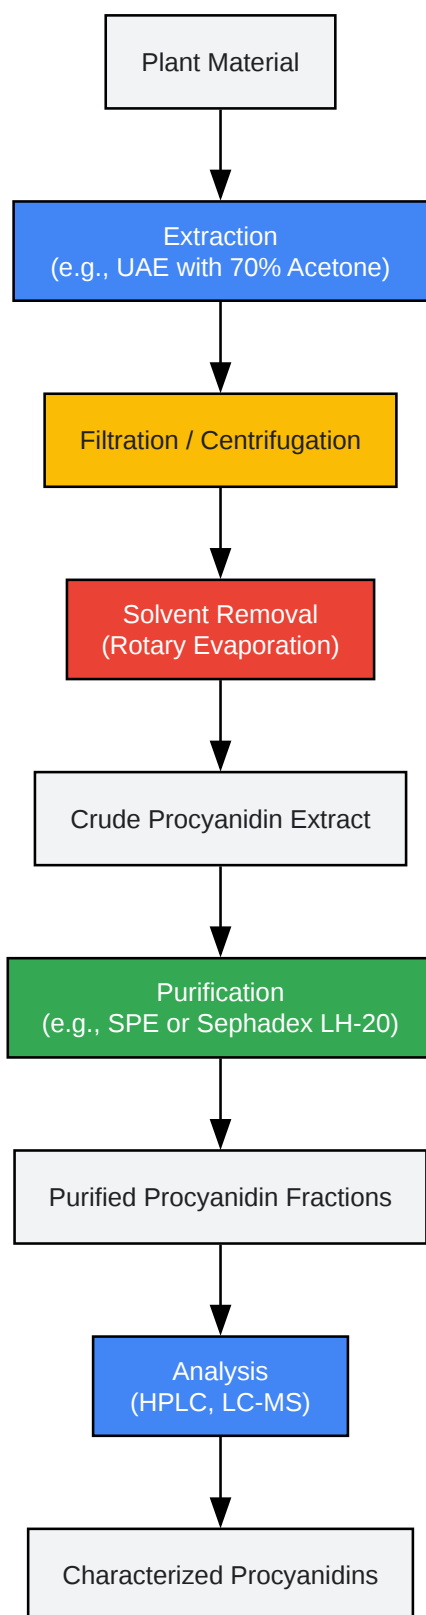 Plant Material
Extraction
(e.g., UAE with 70% Acetone)
Filtration / Centrifugation
Solvent Removal
(Rotary Evaporation)
Crude Procyanidin Extract
Purification
(e.g., SPE or Sephadex LH-20)
Purified Procyanidin Fractions
Analysis
(HPLC, LC-MS)
Characterized Procyanidins